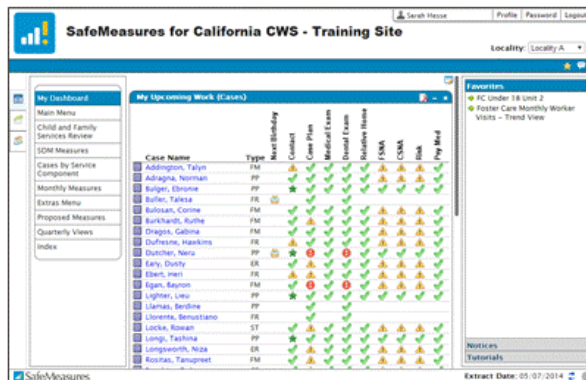 Sarah Hesse Profile Password Logout
SafeMeasures for California CWS - Training Site
Locality: Locality A
My Dashboard
Main Menu
Child and Family
Services Review
SDM Measures
Cases by Service
Component
Monthly Measures
Extras Menu
Proposed Measures
Quarterly Views
Index
My Upcoming Work (Cases)
Case Name Type Next Birthday Contact Case Plan Medical Exam Dental Exam Relative Home FSNA CSNA Risk Psy Med
Addington, Talyn FM
Adragna, Norman PP
Bulger, Ebronie PP
Buller, Talesa FR
Bulosan, Corine FM
Burkhardt, Ruthe FM
Dragos, Gabina FM
Dufresne, Hawkins FR
Dutcher, Neru PP
Eary, Dusty ER
Ebert, Heri FR
Egan, Bayron FM
Lighter, Lieu PP
Llamas, Berdine PP
Llorente, Benustiano FR
Locke, Rowan ST
Longi, Tashina PP
Longsworth, Niza ER
Rositas, Tanupreet FM
Favorites
FC Under 18 Unit 2
Foster Care Monthly Worker
Visits - Trend View
Notices
Tutorials
SafeMeasures
Extract Date: 05/07/2014